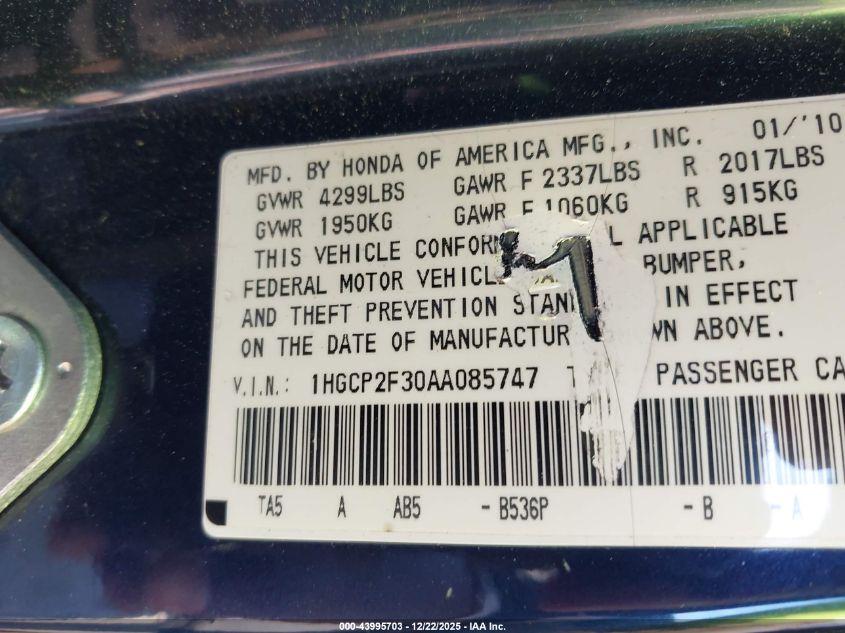 MFD. BY HONDA OF AMERICA MFG., INC. 01/'10
GVWR 4299LBS GAWR F 2337LBS R 2017LBS
GVWR 1950KG GAWR F 1060KG R 915KG
THIS VEHICLE CONFOR L APPLICABLE
FEDERAL MOTOR VEHICL BUMPER,
AND THEFT PREVENTION STAN IN EFFECT
ON THE DATE OF MANUFACTUR WN ABOVE.
V.I.N.: 1HGCP2F30AA085747 T PASSENGER CA
TA5 A AB5 - B536P - B - A
000-43995703 - 12/22/2025 - IAA Inc.